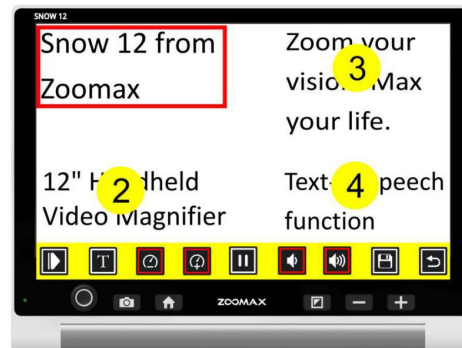 SNOW 12
Snow 12 from
Zoomax
Zoom your
3
Max
your life.
12" 2
Video Magnifier
4
function
T
ZOOMAX